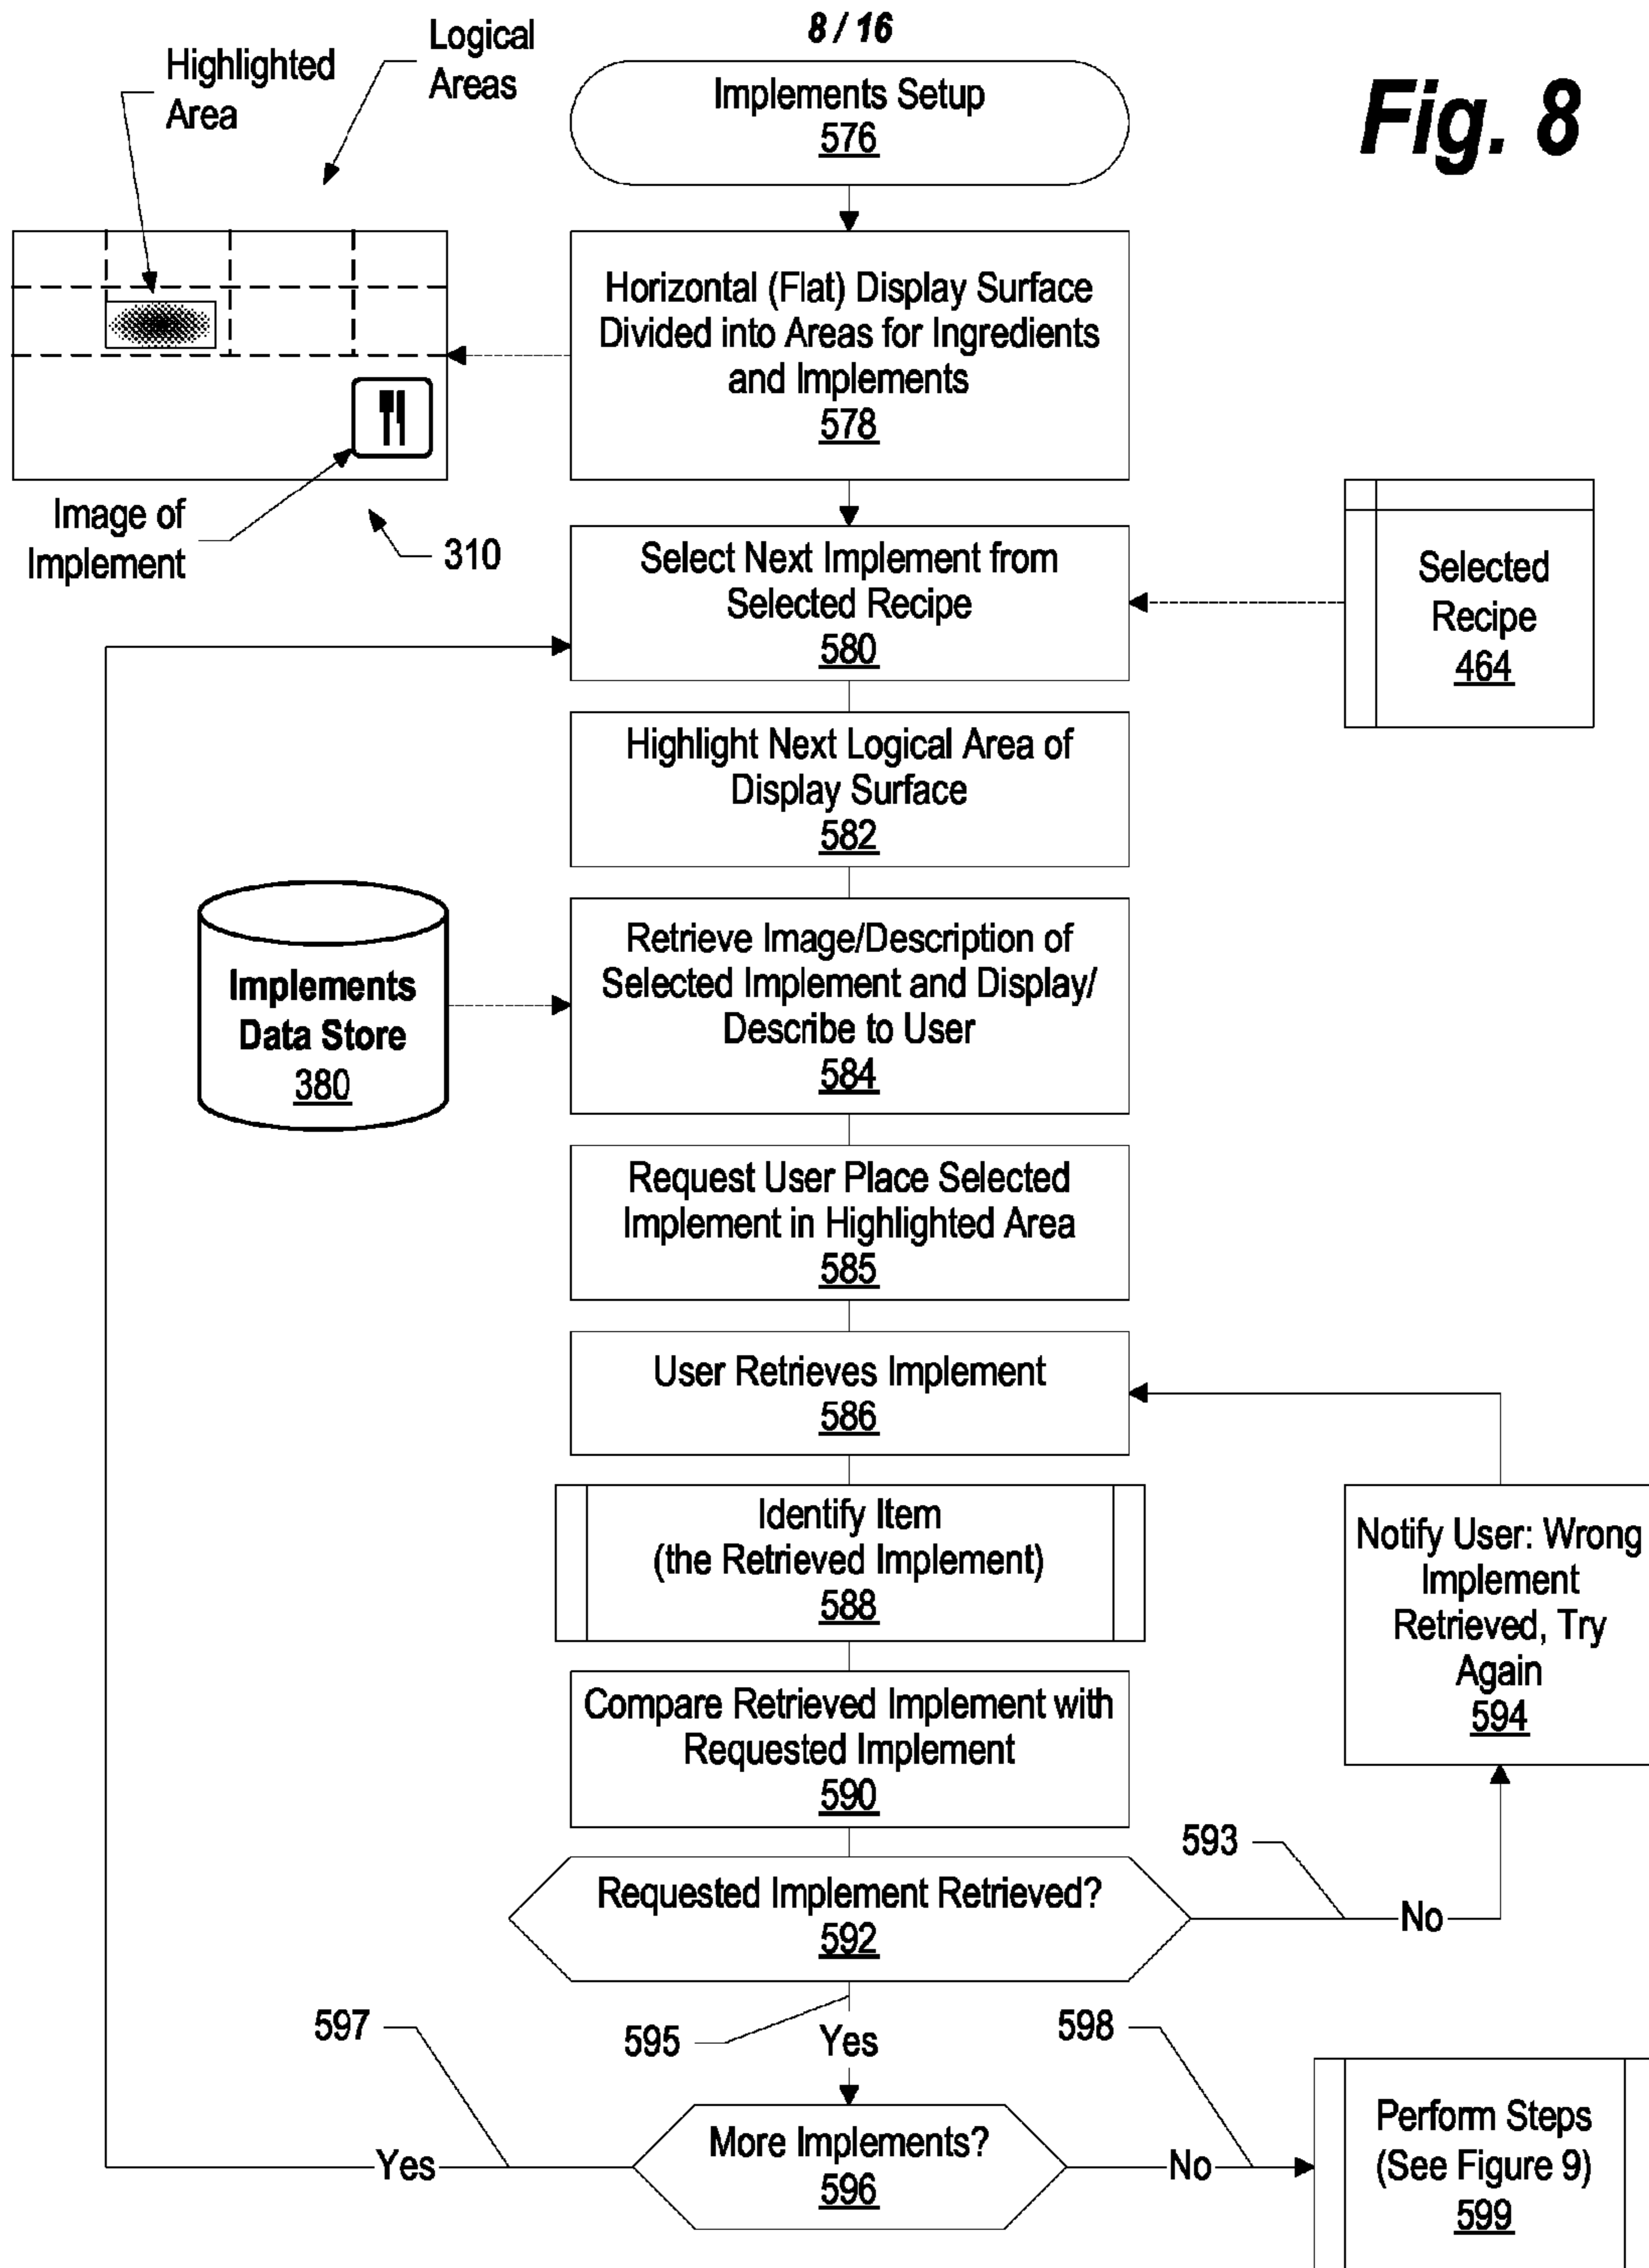 8 / 16
Fig. 8
Logical
Areas
Highlighted
Area
Implements Setup
576
Horizontal (Flat) Display Surface
Divided into Areas for Ingredients
and Implements
578
Image of
Implement
310
Select Next Implement from
Selected Recipe
580
Selected
Recipe
464
Highlight Next Logical Area of
Display Surface
582
Implements
Data Store
380
Retrieve Image/Description of
Selected Implement and Display/
Describe to User
584
Request User Place Selected
Implement in Highlighted Area
585
User Retrieves Implement
586
Identify Item
(the Retrieved Implement)
588
Notify User: Wrong
Implement
Retrieved, Try
Again
594
Compare Retrieved Implement with
Requested Implement
590
593
Requested Implement Retrieved?
592
No
597
595
Yes
598
More Implements?
596
Yes
No
Perform Steps
(See Figure 9)
599